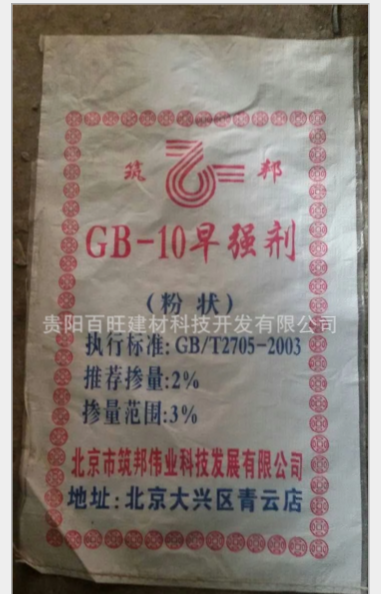 筑 邦
GB-10早强剂
（粉状）
贵阳百旺建材科技开发有限公司
执行标准:GB/T2705-2003
推荐掺量:2%
掺量范围:3%
北京市筑邦伟业科技发展有限公司
地址:北京大兴区青云店